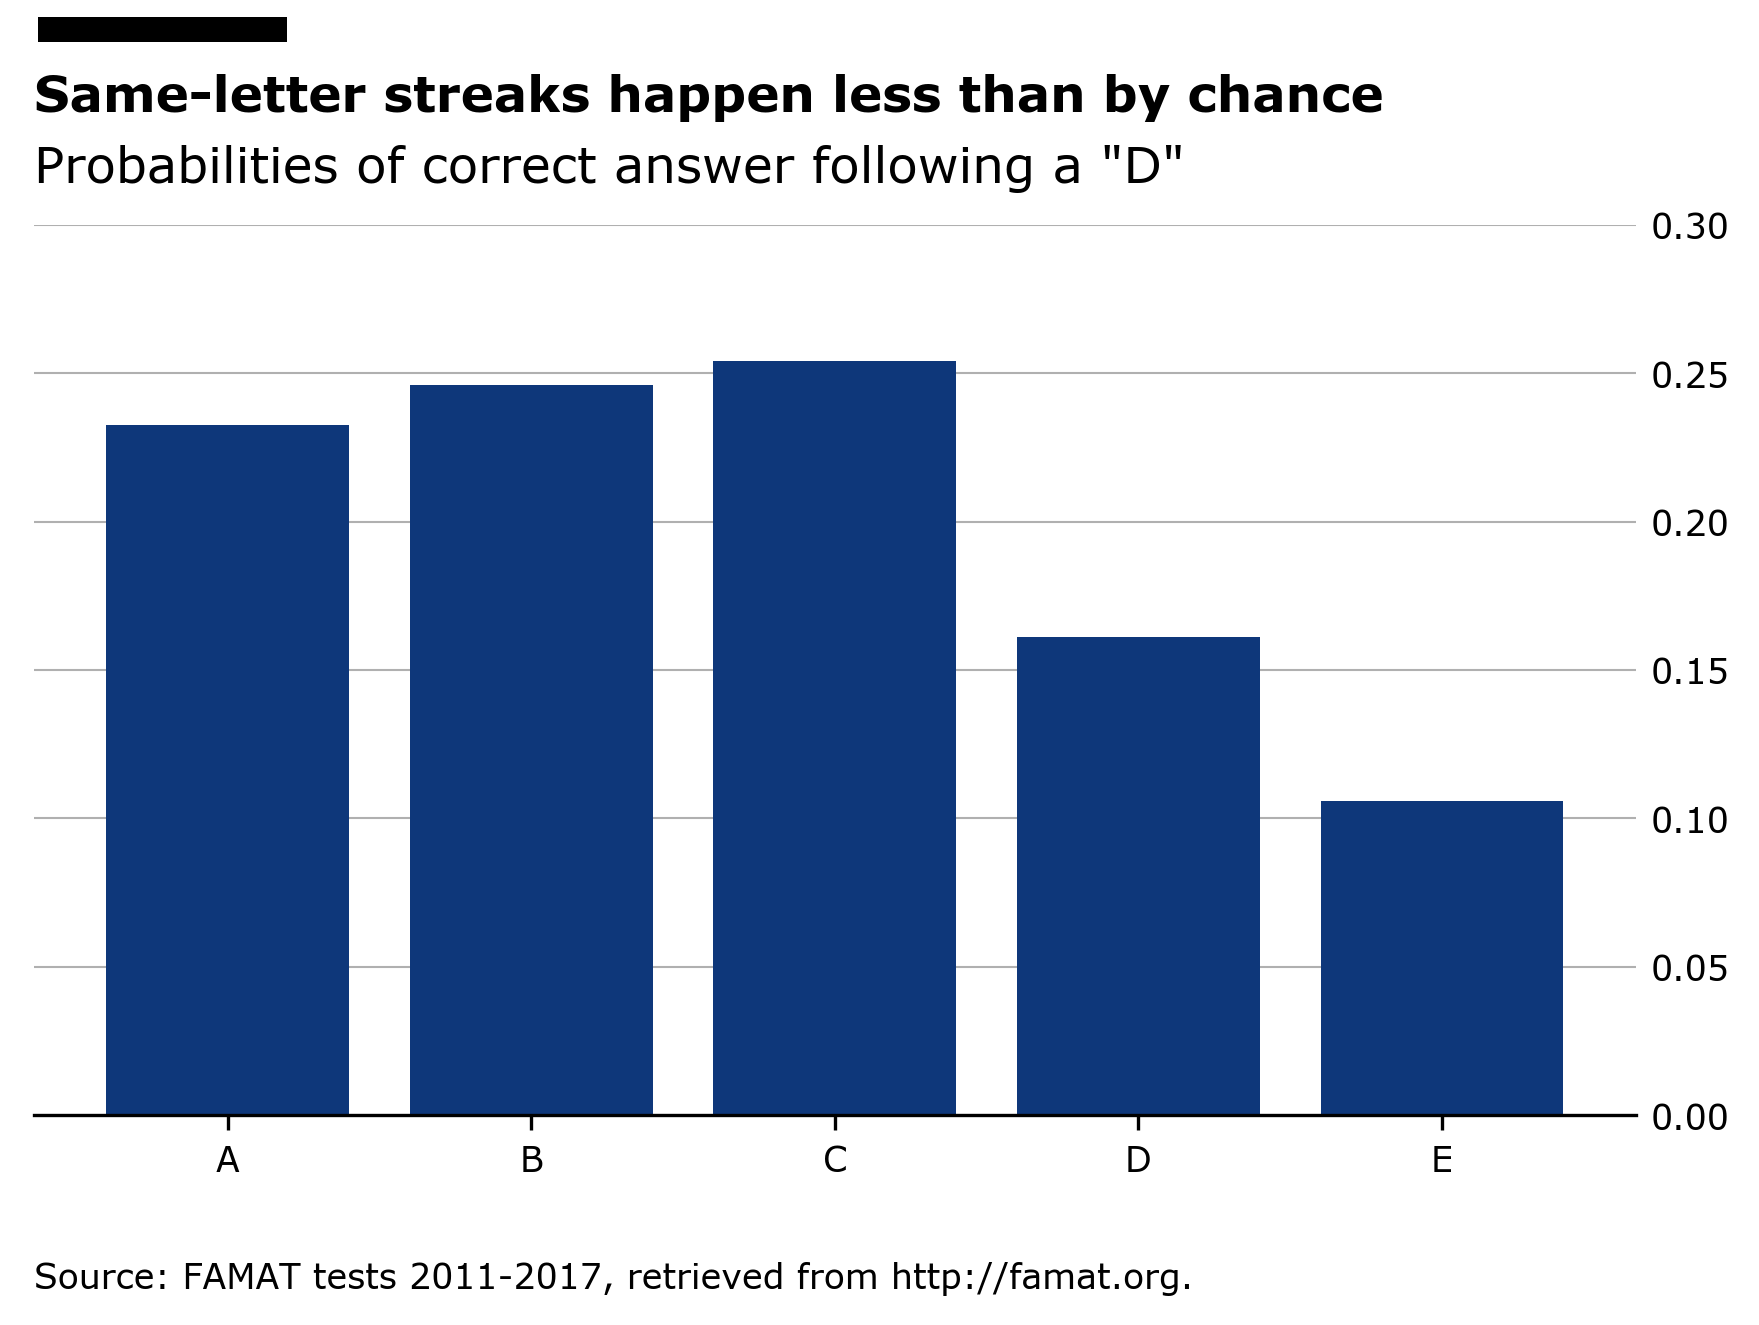 Same-letter streaks happen less than by chance
Probabilities of correct answer following a "D"
0.30
0.25
0.20
0.15
0.10
0.05
0.00
A B C D E
Source: FAMAT tests 2011-2017, retrieved from http://famat.org.